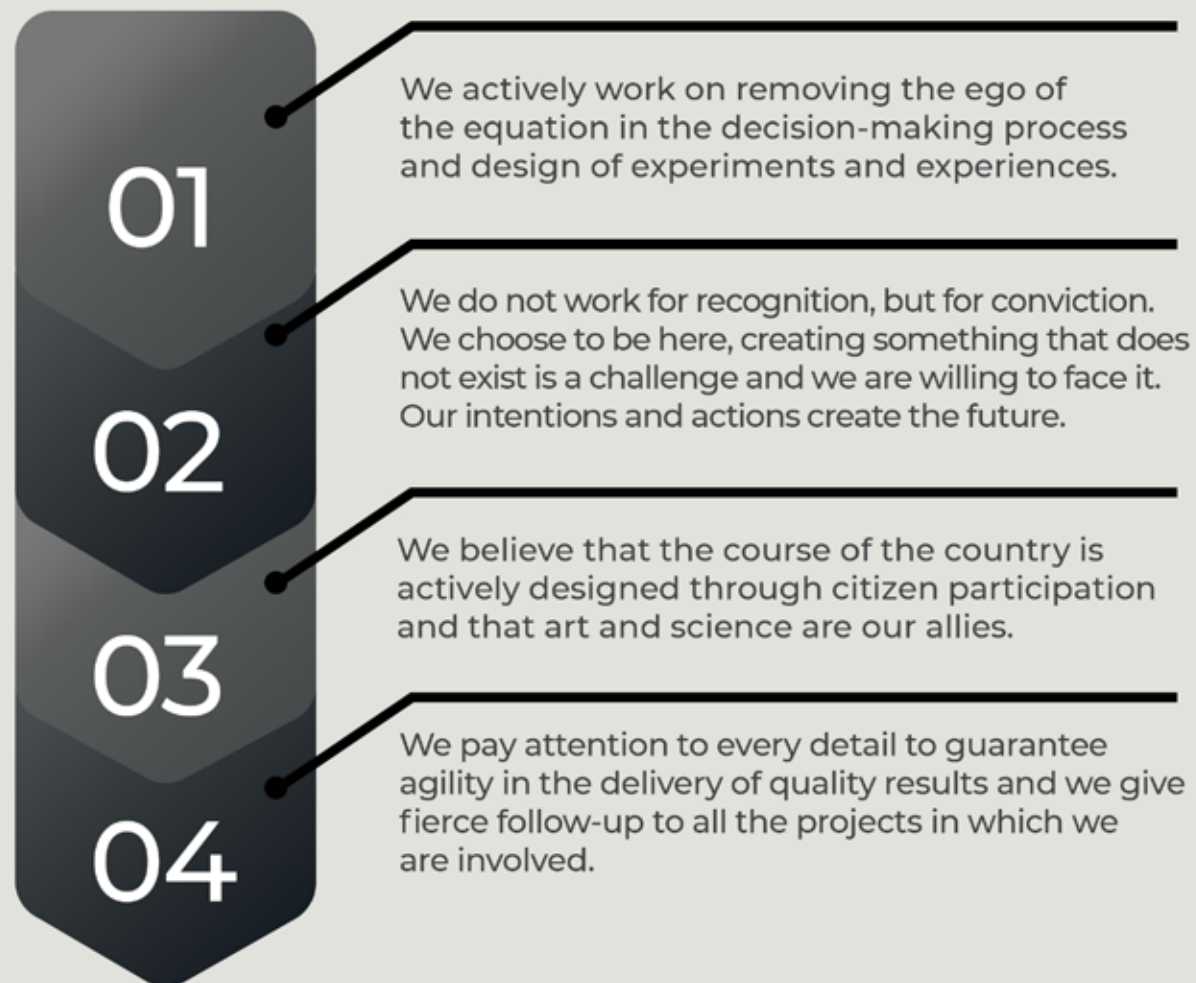 01
We actively work on removing the ego of
the equation in the decision-making process
and design of experiments and experiences.
02
We do not work for recognition, but for conviction.
We choose to be here, creating something that does
not exist is a challenge and we are willing to face it.
Our intentions and actions create the future.
03
We believe that the course of the country is
actively designed through citizen participation
and that art and science are our allies.
04
We pay attention to every detail to guarantee
agility in the delivery of quality results and we give
fierce follow-up to all the projects in which we
are involved.